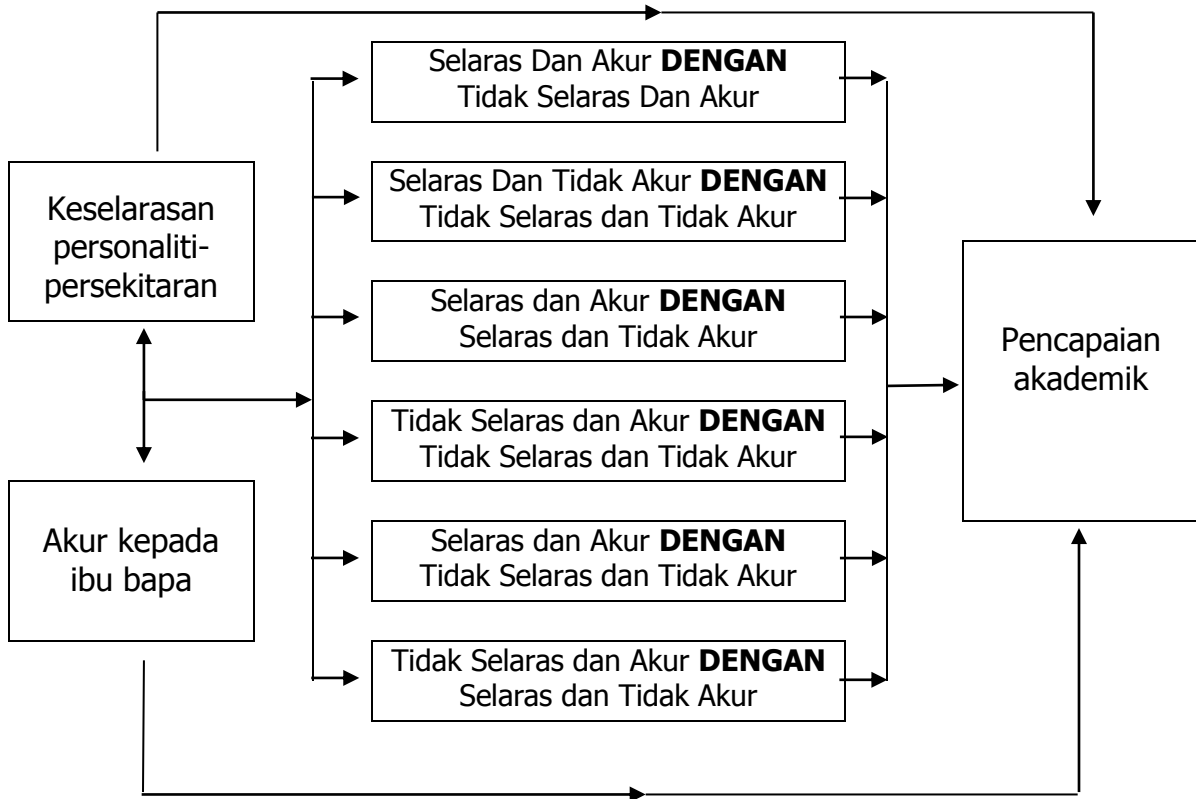 Selaras Dan Akur DENGAN
Tidak Selaras Dan Akur
Selaras Dan Tidak Akur DENGAN
Tidak Selaras dan Tidak Akur
Keselarasan
personaliti-
persekitaran
Selaras dan Akur DENGAN
Selaras dan Tidak Akur
Pencapaian
akademik
Tidak Selaras dan Akur DENGAN
Tidak Selaras dan Tidak Akur
Akur kepada
ibu bapa
Selaras dan Akur DENGAN
Tidak Selaras dan Tidak Akur
Tidak Selaras dan Akur DENGAN
Selaras dan Tidak Akur